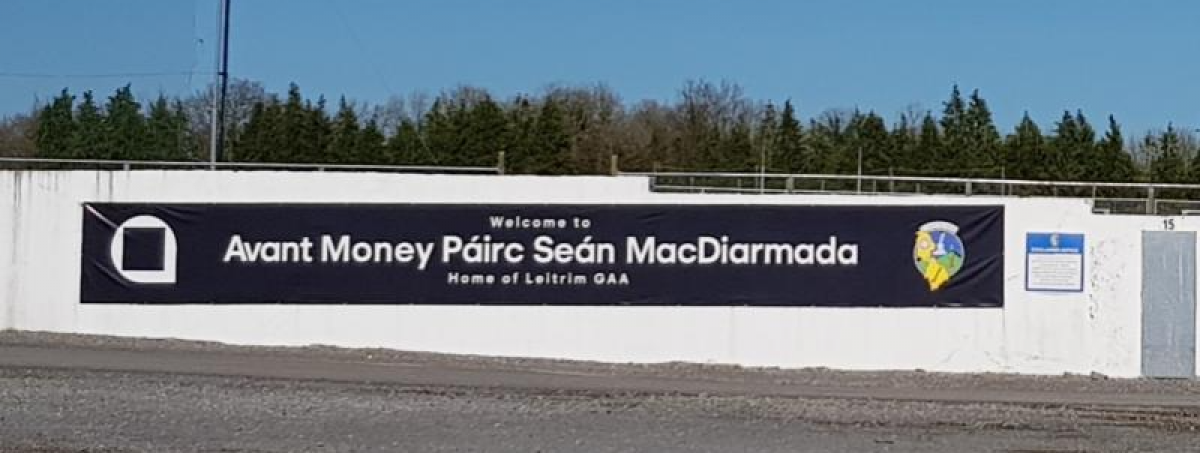 Welcome to
Avant Money Páirc Seán MacDiarmada
Home of Leitrim GAA
15